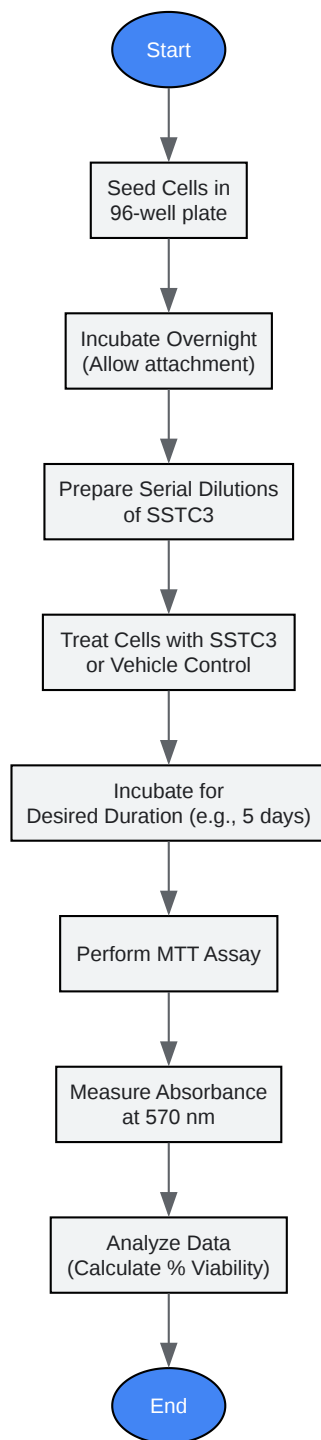 Start
Seed Cells in
96-well plate
Incubate Overnight
(Allow attachment)
Prepare Serial Dilutions
of SSTC3
Treat Cells with SSTC3
or Vehicle Control
Incubate for
Desired Duration (e.g., 5 days)
Perform MTT Assay
Measure Absorbance
at 570 nm
Analyze Data
(Calculate % Viability)
End